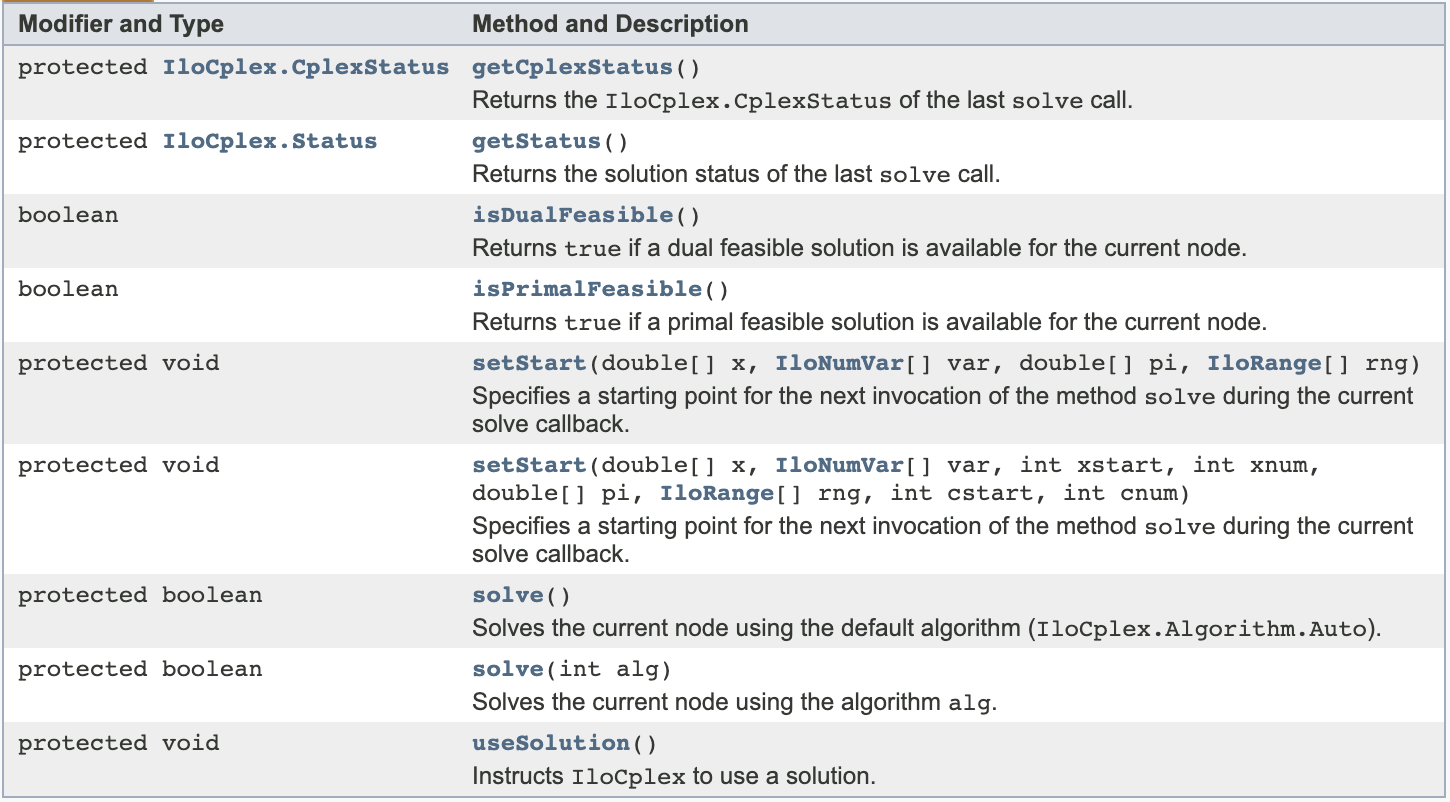 Modifier and Type Method and Description
protected IloCplex.CplexStatus getCplexStatus()
Returns the IloCplex.CplexStatus of the last solve call.
protected IloCplex.Status getStatus()
Returns the solution status of the last solve call.
boolean isDualFeasible()
Returns true if a dual feasible solution is available for the current node.
boolean isPrimalFeasible()
Returns true if a primal feasible solution is available for the current node.
protected void setStart(double[] x, IloNumVar[] var, double[] pi, IloRange[] rng)
Specifies a starting point for the next invocation of the method solve during the current
solve callback.
protected void setStart(double[] x, IloNumVar[] var, int xstart, int xnum,
double[] pi, IloRange[] rng, int cstart, int cnum)
Specifies a starting point for the next invocation of the method solve during the current
solve callback.
protected boolean solve()
Solves the current node using the default algorithm (IloCplex.Algorithm.Auto).
protected boolean solve(int alg)
Solves the current node using the algorithm alg.
protected void useSolution()
Instructs IloCplex to use a solution.